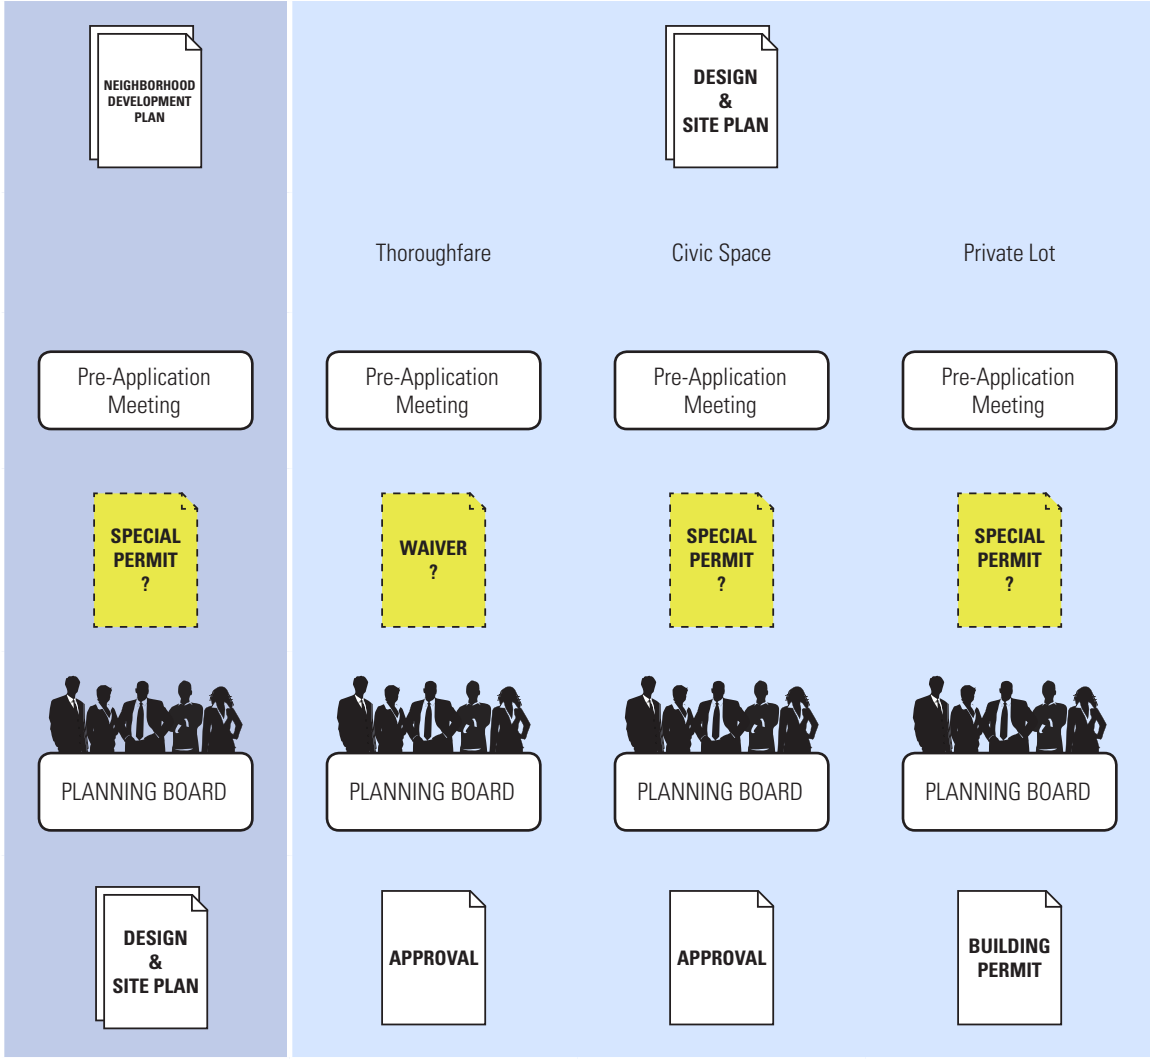 NEIGHBORHOOD
DEVELOPMENT
PLAN
DESIGN
&
SITE PLAN
Thoroughfare
Civic Space
Private Lot
Pre-Application
Meeting
Pre-Application
Meeting
Pre-Application
Meeting
Pre-Application
Meeting
SPECIAL
PERMIT
?
WAIVER
?
SPECIAL
PERMIT
?
SPECIAL
PERMIT
?
PLANNING BOARD
PLANNING BOARD
PLANNING BOARD
PLANNING BOARD
DESIGN
&
SITE PLAN
APPROVAL
APPROVAL
BUILDING
PERMIT